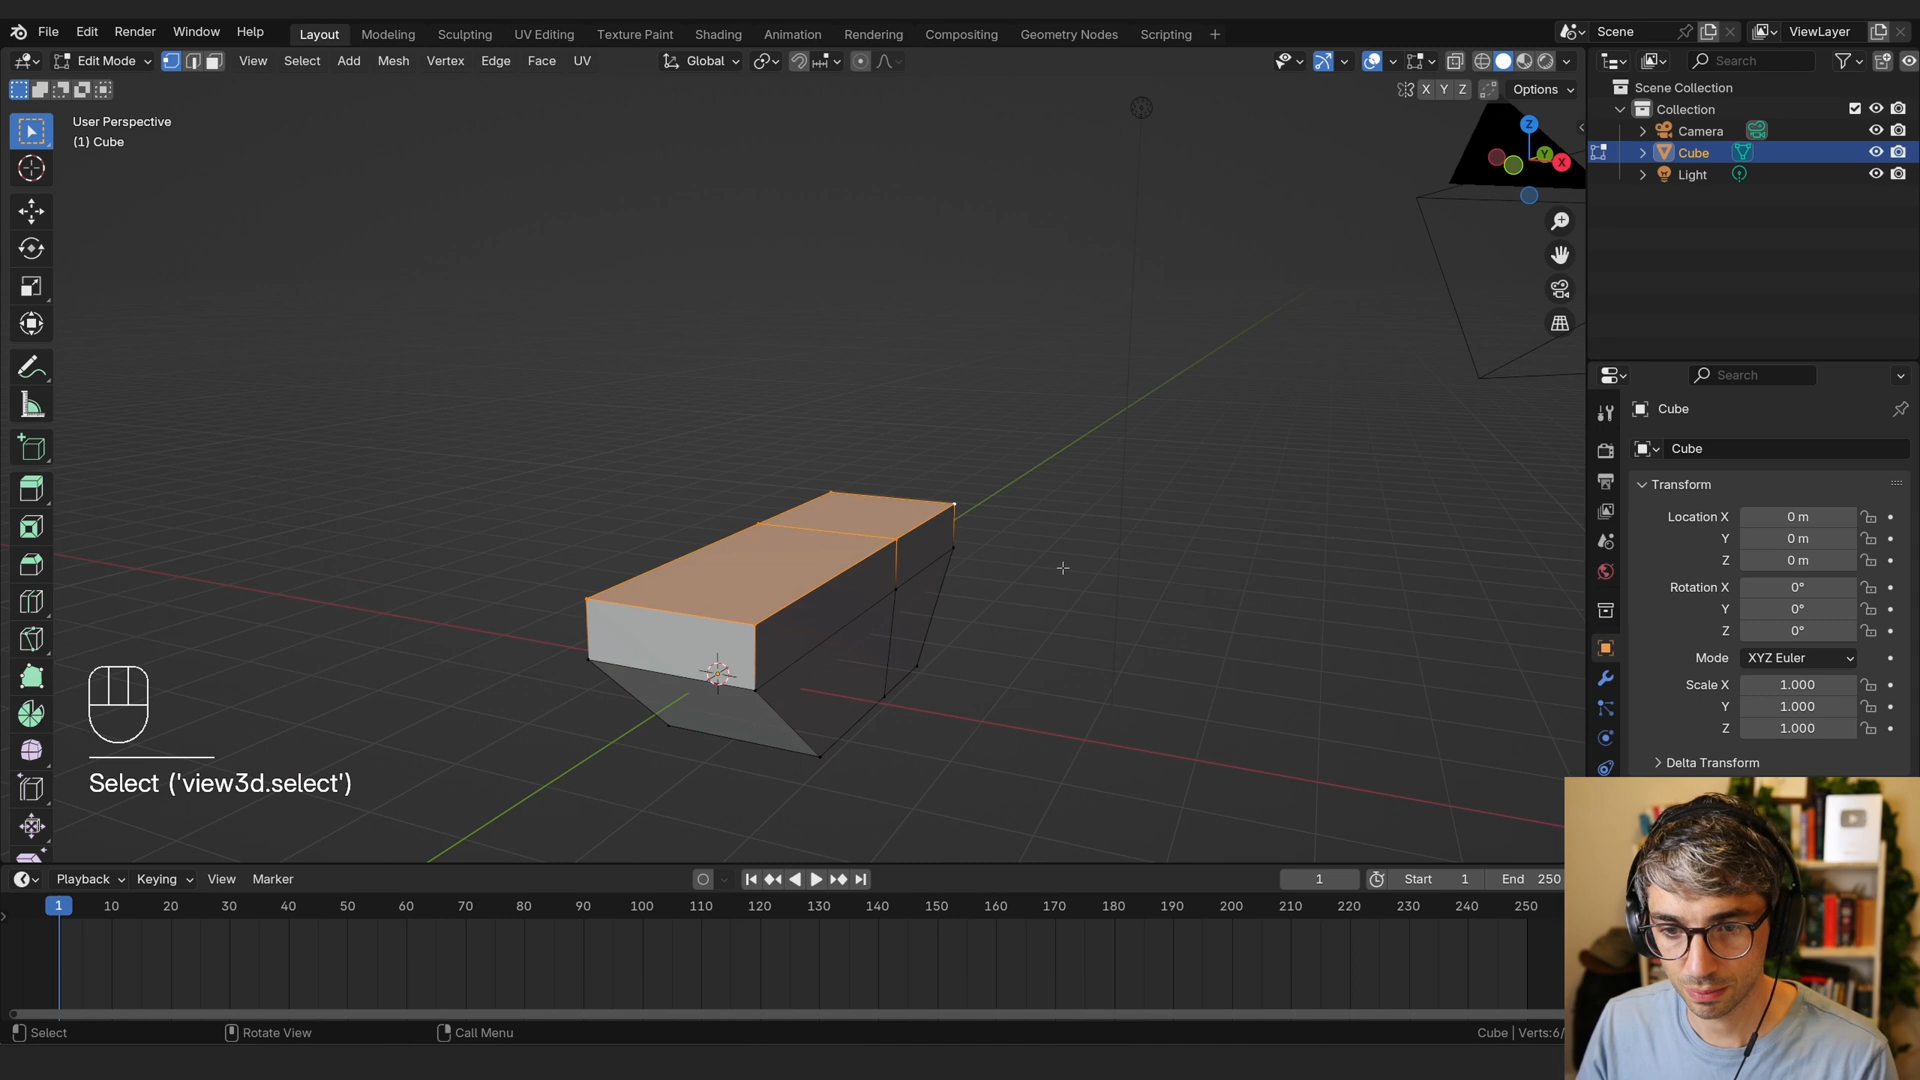 File Edit Render Window Help Layout Modeling Sculpting UV Editing Texture Paint Shading Animation Rendering Compositing Geometry Nodes Scripting + Scene ViewLayer
Edit Mode View Select Add Mesh Vertex Edge Face UV Global Search
X Y Z Options
Scene Collection
Collection
Camera
Cube
Light
User Perspective
(1) Cube
Z
Y
X
Search
Cube
Cube
Transform
Location X 0 m
Y 0 m
Z 0 m
Rotation X 0°
Y 0°
Z 0°
Mode XYZ Euler
Scale X 1.000
Y 1.000
Z 1.000
Delta Transform
Select ('view3d.select')
Playback Keying View Marker 1 Start 1 End 250
1 10 20 30 40 50 60 70 80 90 100 110 120 130 140 150 160 170 180 190 200 210 220 230 240 250
Select Rotate View Call Menu Cube | Verts:6/